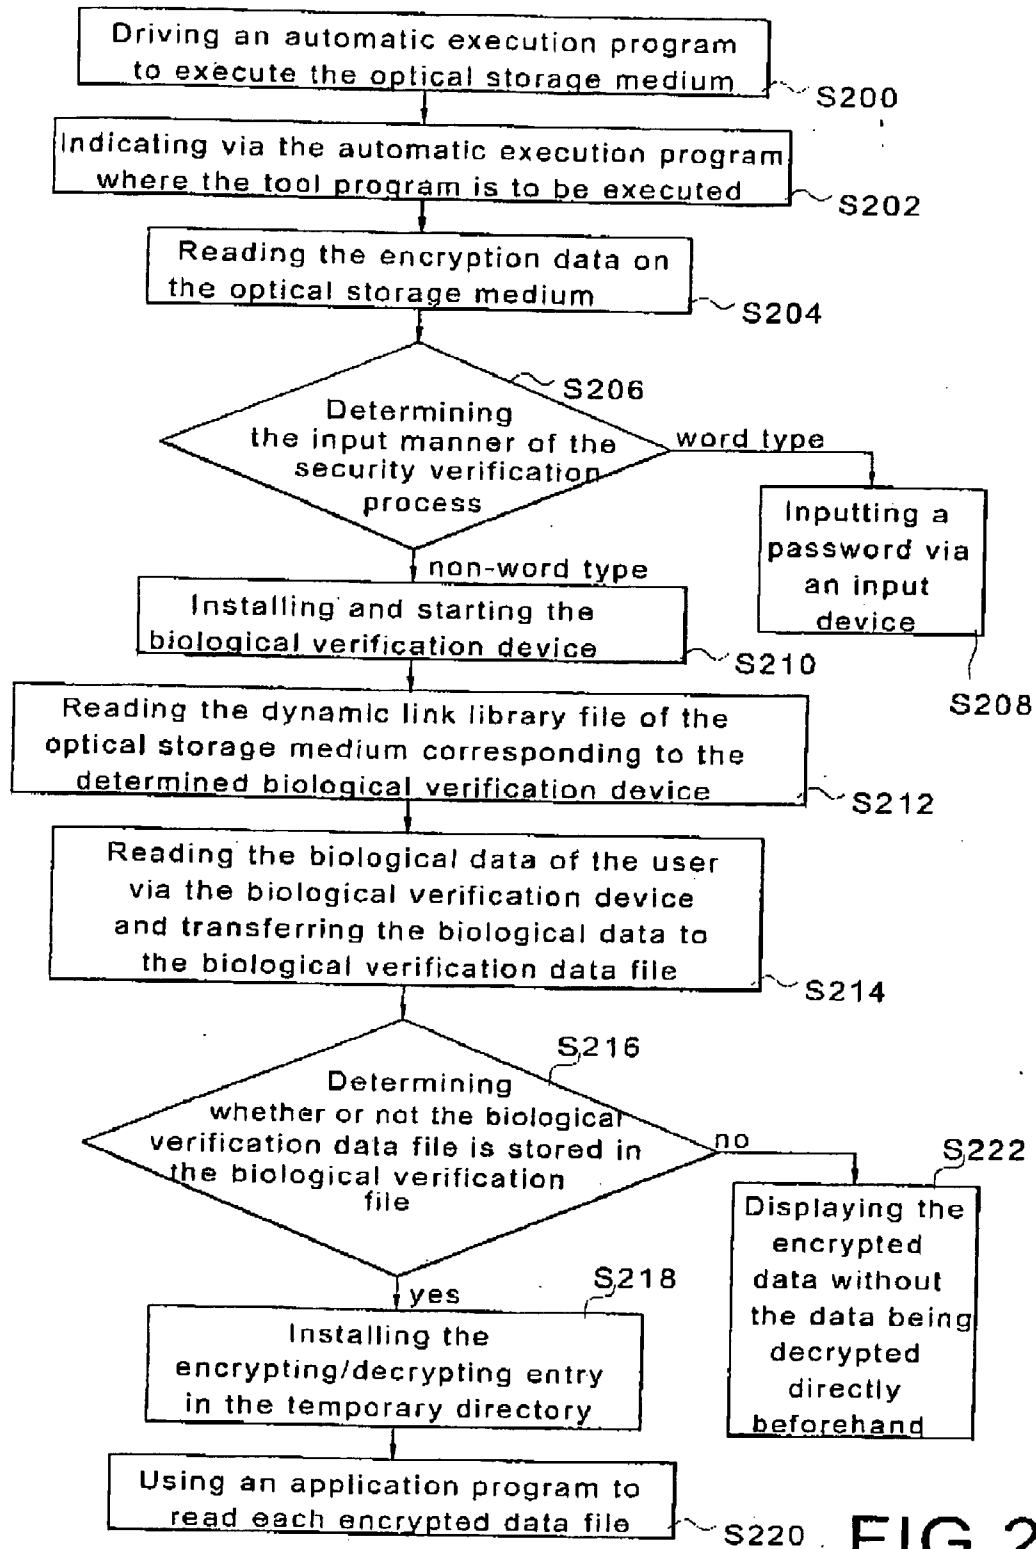 Driving an automatic execution program
to execute the optical storage medium
S200
Indicating via the automatic execution program
where the tool program is to be executed
S202
Reading the encryption data on
the optical storage medium
S204
S206
Determining
the input manner of the
security verification
process
word type
Inputting a
password via
an input
device
S208
non-word type
Installing and starting the
biological verification device
S210
Reading the dynamic link library file of the
optical storage medium corresponding to the
determined biological verification device
S212
Reading the biological data of the user
via the biological verification device
and transferring the biological data to
the biological verification data file
S214
S216
Determining
whether or not the biological
verification data file is stored in
the biological verification
file
no
S222
Displaying the
encrypted
data without
the data being
decrypted
directly
beforehand
yes
S218
Installing the
encrypting/decrypting entry
in the temporary directory
Using an application program to
read each encrypted data file
S220
FIG.2